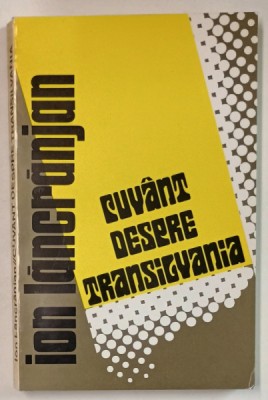 Ion Lăncrănjan/CUVÂNT DESPRE TRANSILVANIA
ion lăncrănjan
CUVÂNT
DESPRE
TRANSILVANIA